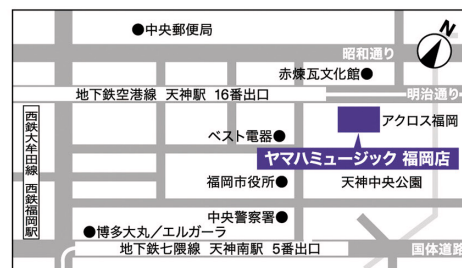 N
中央郵便局
昭和通り
赤煉瓦文化館
地下鉄空港線 天神駅 16番出口
明治通り
アクロス福岡
ベスト電器
ヤマハミュージック 福岡店
西鉄大牟田線 西鉄福岡駅
福岡市役所
天神中央公園
中央警察署
博多大丸/エルガーラ
地下鉄七隈線 天神南駅 5番出口
国体道路